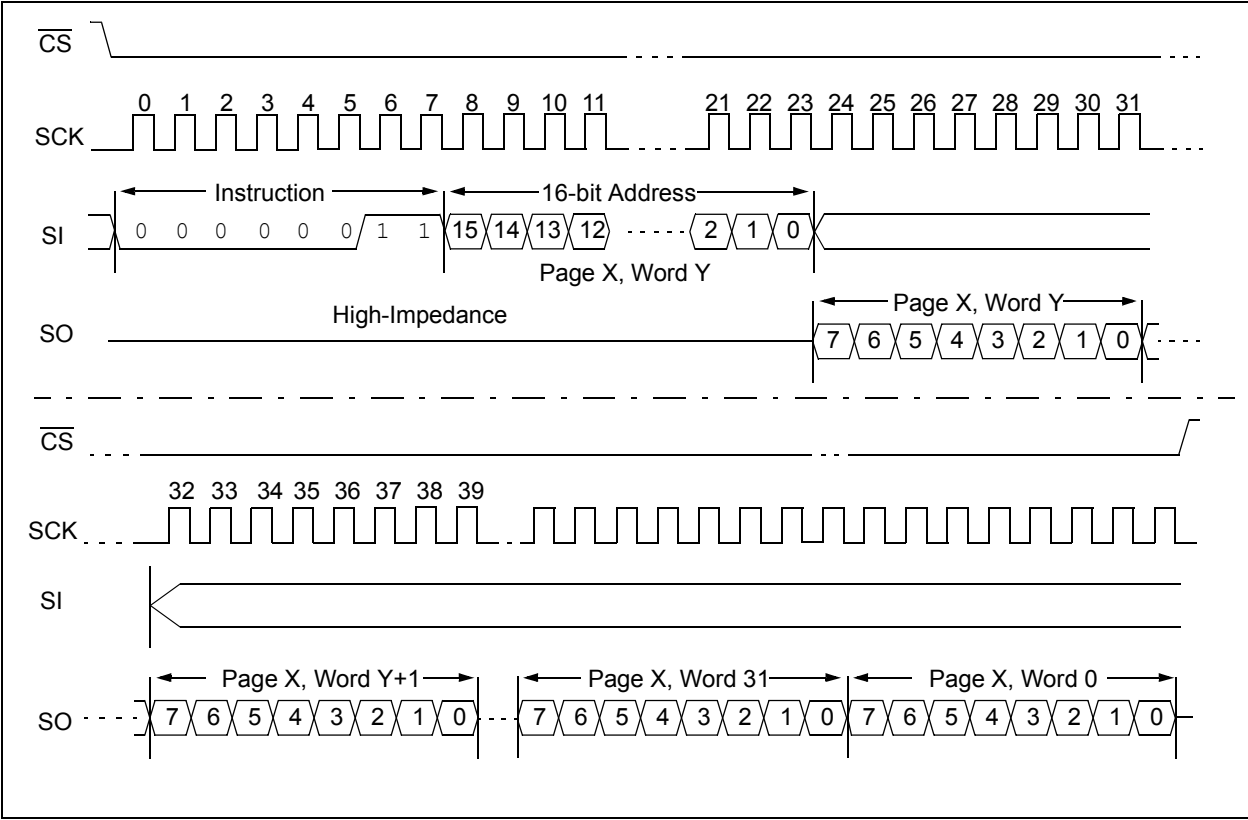 CS
0 1 2 3 4 5 6 7 8 9 10 11 21 22 23 24 25 26 27 28 29 30 31
SCK
Instruction 16-bit Address
SI 0 0 0 0 0 0 1 1 15 14 13 12 2 1 0
Page X, Word Y
High-Impedance Page X, Word Y
SO 7 6 5 4 3 2 1 0
CS
32 33 34 35 36 37 38 39
SCK
SI
Page X, Word Y+1 Page X, Word 31 Page X, Word 0
SO 7 6 5 4 3 2 1 0 7 6 5 4 3 2 1 0 7 6 5 4 3 2 1 0